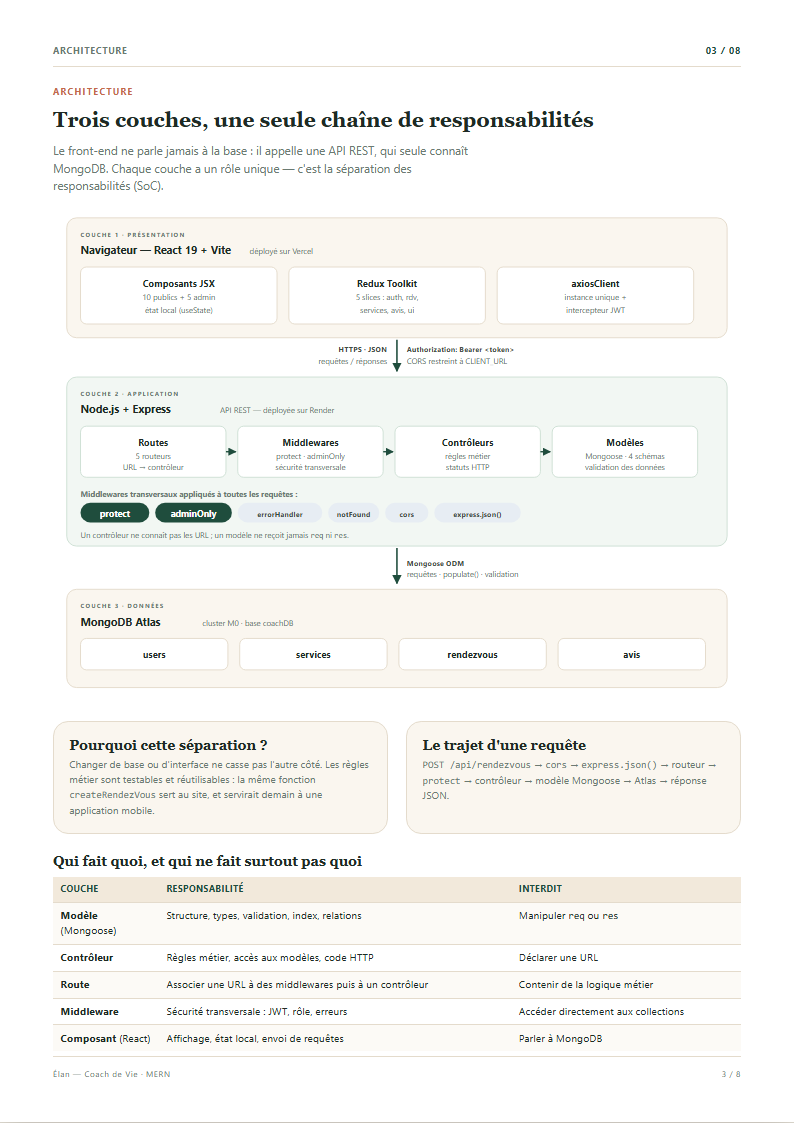 ARCHITECTURE 03 / 08
ARCHITECTURE
Trois couches, une seule chaîne de responsabilités
Le front-end ne parle jamais à la base : il appelle une API REST, qui seule connaît
MongoDB. Chaque couche a un rôle unique — c'est la séparation des
responsabilités (SoC).
COUCHE 1 · PRÉSENTATION
Navigateur — React 19 + Vite déployé sur Vercel
Composants JSX
10 publics + 5 admin
état local (useState)
Redux Toolkit
5 slices : auth, rdv,
services, avis, ui
axiosClient
instance unique +
intercepteur JWT
HTTPS · JSON
requêtes / réponses
Authorization: Bearer <token>
CORS restreint à CLIENT_URL
COUCHE 2 · APPLICATION
Node.js + Express API REST — déployée sur Render
Routes
5 routeurs
URL → contrôleur
Middlewares
protect · adminOnly
sécurité transversale
Contrôleurs
règles métier
statuts HTTP
Modèles
Mongoose · 4 schémas
validation des données
Middlewares transversaux appliqués à toutes les requêtes :
protect adminOnly errorHandler notFound cors express.json()
Un contrôleur ne connaît pas les URL ; un modèle ne reçoit jamais req ni res.
Mongoose ODM
requêtes · populate() · validation
COUCHE 3 · DONNÉES
MongoDB Atlas cluster M0 · base coachDB
users services rendezvous avis
Pourquoi cette séparation ?
Changer de base ou d'interface ne casse pas l'autre côté. Les règles
métier sont testables et réutilisables : la même fonction
createRendezVous sert au site, et servirait demain à une
application mobile.
Le trajet d'une requête
POST /api/rendezvous → cors → express.json() → routeur →
protect → contrôleur → modèle Mongoose → Atlas → réponse
JSON.
Qui fait quoi, et qui ne fait surtout pas quoi
COUCHE RESPONSABILITÉ INTERDIT
Modèle Structure, types, validation, index, relations Manipuler req ou res
(Mongoose)
Contrôleur Règles métier, accès aux modèles, code HTTP Déclarer une URL
Route Associer une URL à des middlewares puis à un contrôleur Contenir de la logique métier
Middleware Sécurité transversale : JWT, rôle, erreurs Accéder directement aux collections
Composant (React) Affichage, état local, envoi de requêtes Parler à MongoDB
Élan — Coach de Vie · MERN 3 / 8